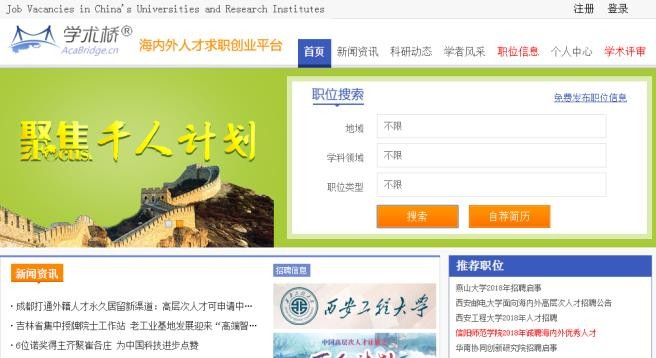 Job Vacancies in China's Universities and Research Institutes
注册 登录
学术桥®
AcaBridge.cn
海内外人才求职创业平台
首页 新闻资讯 科研动态 学者风采 职位信息 个人中心 学术评审
聚焦 千人计划
FOCUS
职位搜索
免费发布职位信息
地域 不限
学科领域 不限
职位类型 不限
搜索 自荐简历
新闻资讯
· 成都打通外籍人才永久居留新渠道：高层次人才可申请中…
· 吉林省集中授牌院士工作站 老工业基地发展迎来“高端智…
· 6位诺奖得主齐聚崔各庄 为中国科技进步点赞
招聘信息
西安工程大学
推荐职位
燕山大学2018年招聘启事
西安邮电大学面向海内外高层次人才招聘公告
西安工程大学2018年人才招聘
信阳师范学院2018年诚聘海内外优秀人才
华南协同创新研究院招聘启事